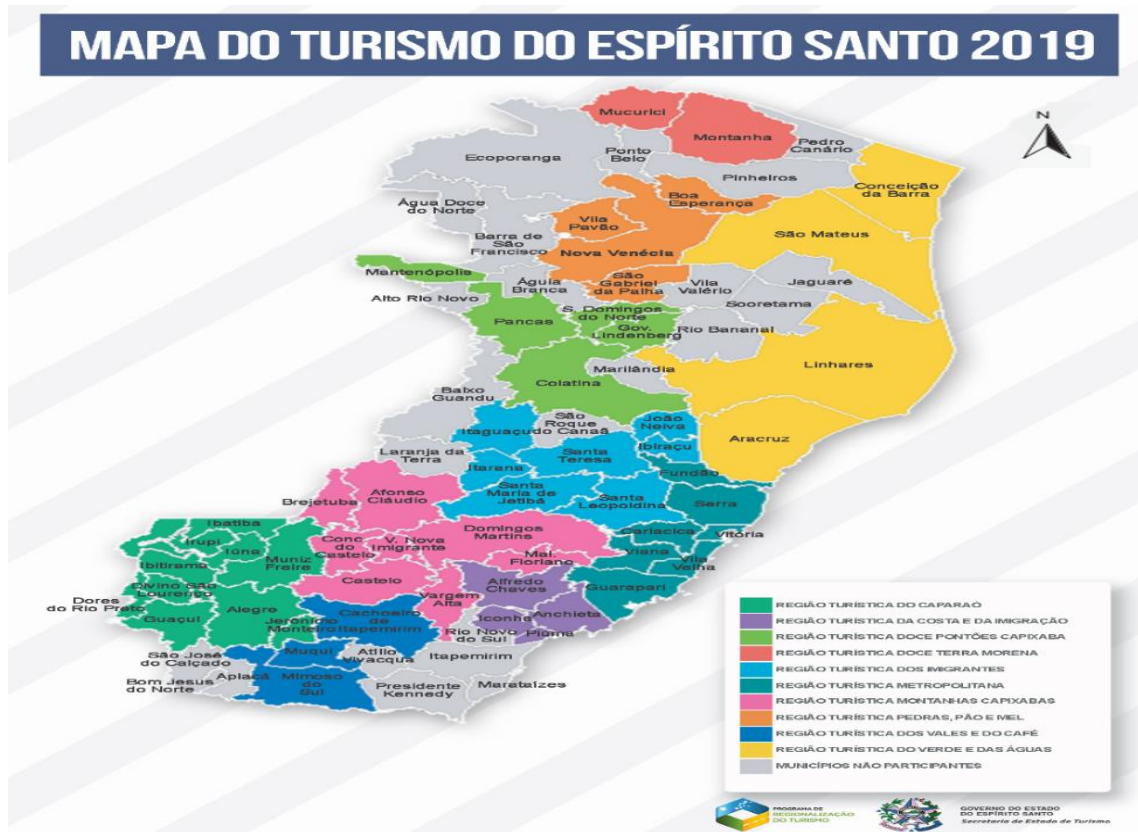 MAPA DO TURISMO DO ESPÍRITO SANTO 2019
N
Mucurici
Montanha
Pedro
Canário
Ponto
Belo
Ecoporanga
Pinheiros
Conceição
da Barra
Boa
Esperança
Água Doce
do Norte
Vila
Pavão
São Mateus
Barra de
São
Francisco
Nova Venécia
Mantenópolis
Águia
Branca
São
Gabriel
da Palha
Vila
Valério
Jaguaré
Alto Rio Novo
Sooretama
S. Domingos
do Norte
Pancas
Gov.
Lindenberg
Rio Bananal
Linhares
Marilândia
Colatina
Baixo
Guandu
São
Roque
do Canaã
João
Neiva
Itaguaçu
Aracruz
Ibiraçu
Laranja da
Terra
Santa
Teresa
Itarana
Fundão
Santa
Maria de
Jetibá
Santa
Leopoldina
Serra
Afonso
Cláudio
Brejetuba
Ibatiba
Domingos
Martins
Cariacica
Vitória
Irupi
Iúna
Conc.
do
Castelo
V. Nova
Imigrante
Viana
Vila
Velha
Muniz
Freire
Mal.
Floriano
Ibitirama
Divino São
Lourenço
Castelo
Alfredo
Chaves
Guarapari
Dores
do Rio Preto
Vargem
Alta
Guaçuí
Alegre
Cachoeiro
de
Itapemirim
Anchieta
Iconha
Jerônimo
Monteiro
Rio Novo
do Sul
Piúma
São José
do Calçado
Muqui
Atílio
Vivacqua
Itapemirim
Bom Jesus
do Norte
Apiacá
Mimoso
do
Sul
Presidente
Kennedy
Marataízes
REGIÃO TURÍSTICA DO CAPARAÓ
REGIÃO TURÍSTICA DA COSTA E DA IMIGRAÇÃO
REGIÃO TURÍSTICA DOCE PONTÕES CAPIXABA
REGIÃO TURÍSTICA DOCE TERRA MORENA
REGIÃO TURÍSTICA DOS IMIGRANTES
REGIÃO TURÍSTICA METROPOLITANA
REGIÃO TURÍSTICA MONTANHAS CAPIXABAS
REGIÃO TURÍSTICA PEDRAS, PÃO E MEL
REGIÃO TURÍSTICA DOS VALES E DO CAFÉ
REGIÃO TURÍSTICA DO VERDE E DAS ÁGUAS
MUNICÍPIOS NÃO PARTICIPANTES
PROGRAMA DE
REGIONALIZAÇÃO
DO TURISMO
GOVERNO DO ESTADO
DO ESPÍRITO SANTO
Secretaria de Estado de Turismo